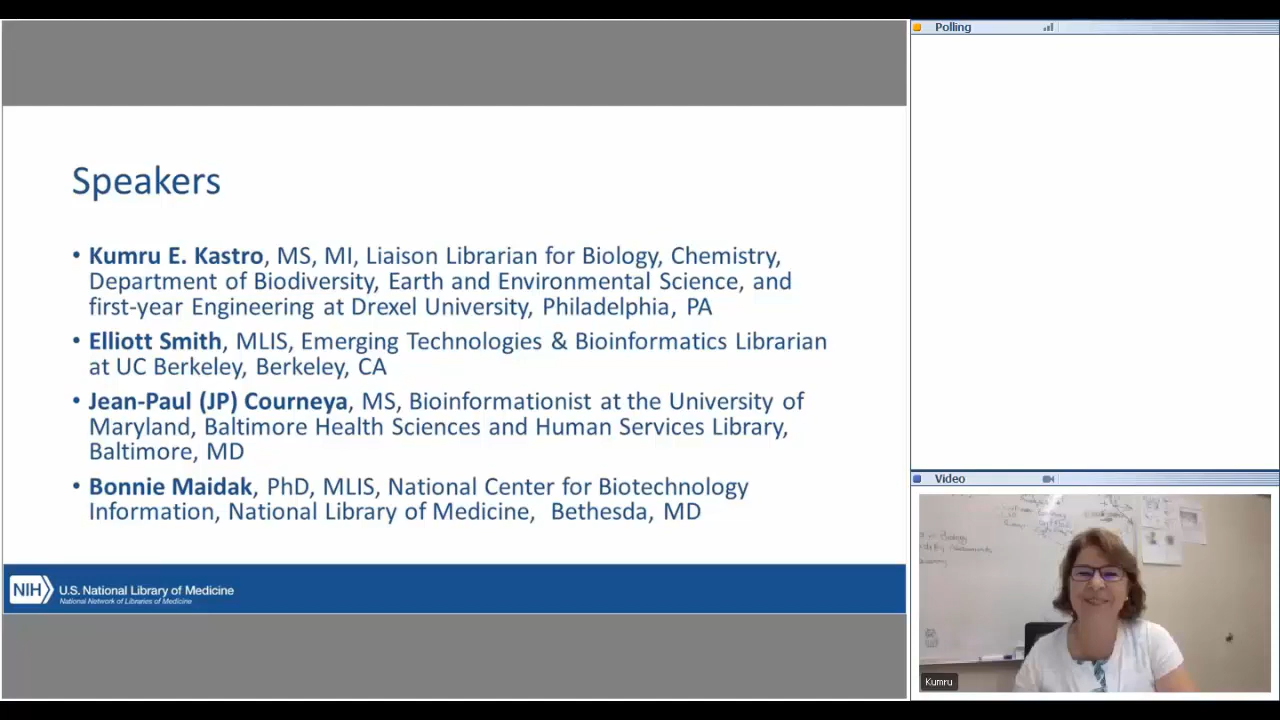 Polling
Speakers
• Kumru E. Kastro, MS, MI, Liaison Librarian for Biology, Chemistry,
Department of Biodiversity, Earth and Environmental Science, and
first-year Engineering at Drexel University, Philadelphia, PA
• Elliott Smith, MLIS, Emerging Technologies & Bioinformatics Librarian
at UC Berkeley, Berkeley, CA
• Jean-Paul (JP) Courneya, MS, Bioinformationist at the University of
Maryland, Baltimore Health Sciences and Human Services Library,
Baltimore, MD
• Bonnie Maidak, PhD, MLIS, National Center for Biotechnology
Information, National Library of Medicine, Bethesda, MD
NIH
U.S. National Library of Medicine
National Network of Libraries of Medicine
Video
Kumru